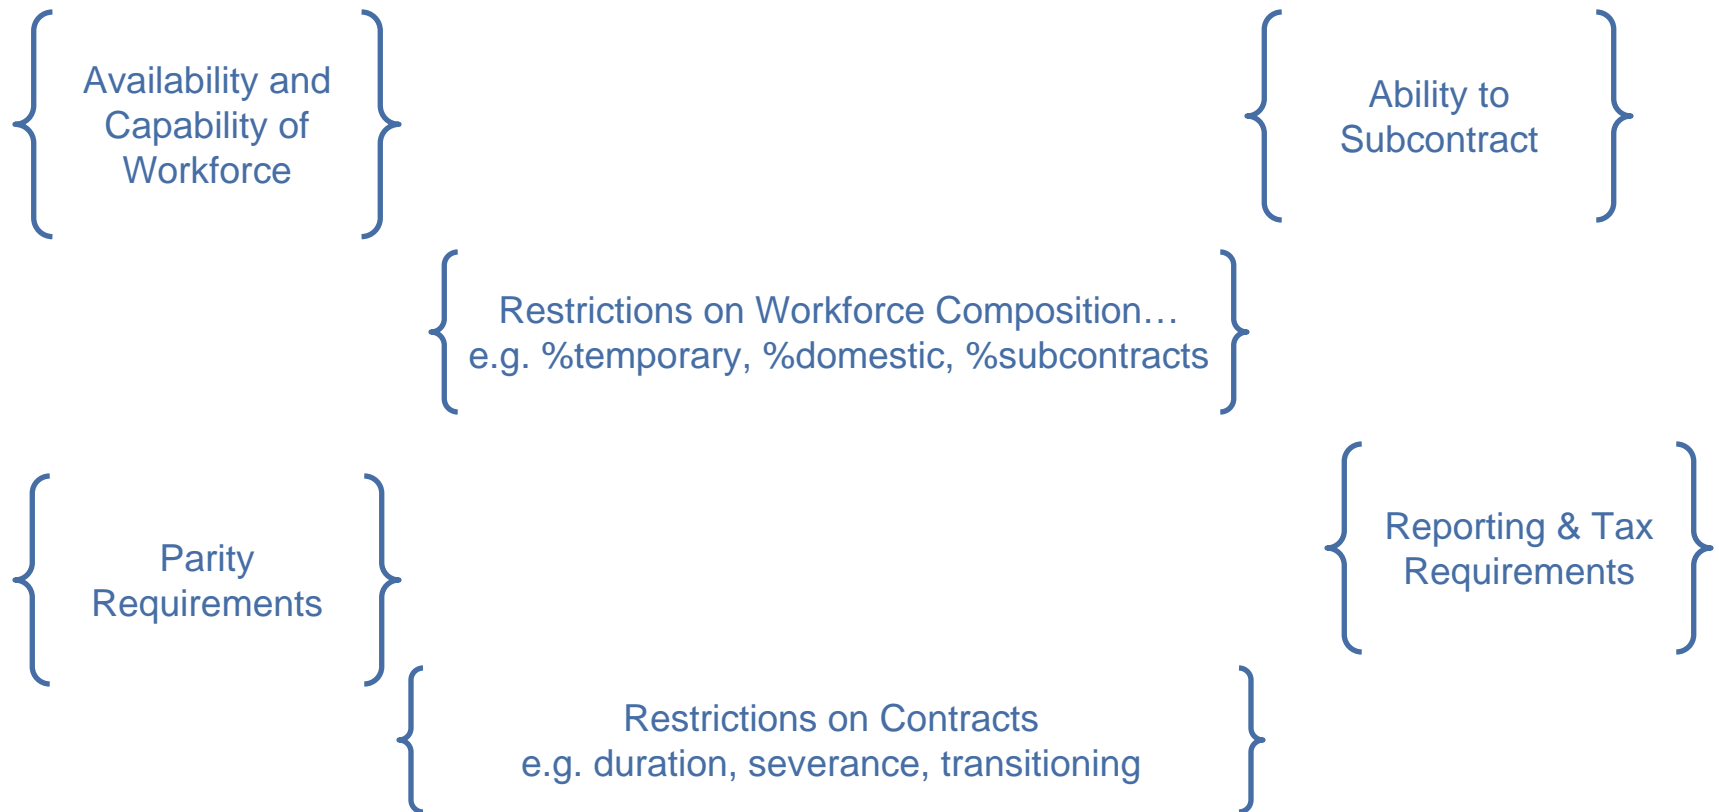 Availability and
Capability of
Workforce
Ability to
Subcontract
Restrictions on Workforce Composition…
e.g. %temporary, %domestic, %subcontracts
Parity
Requirements
Reporting & Tax
Requirements
Restrictions on Contracts
e.g. duration, severance, transitioning